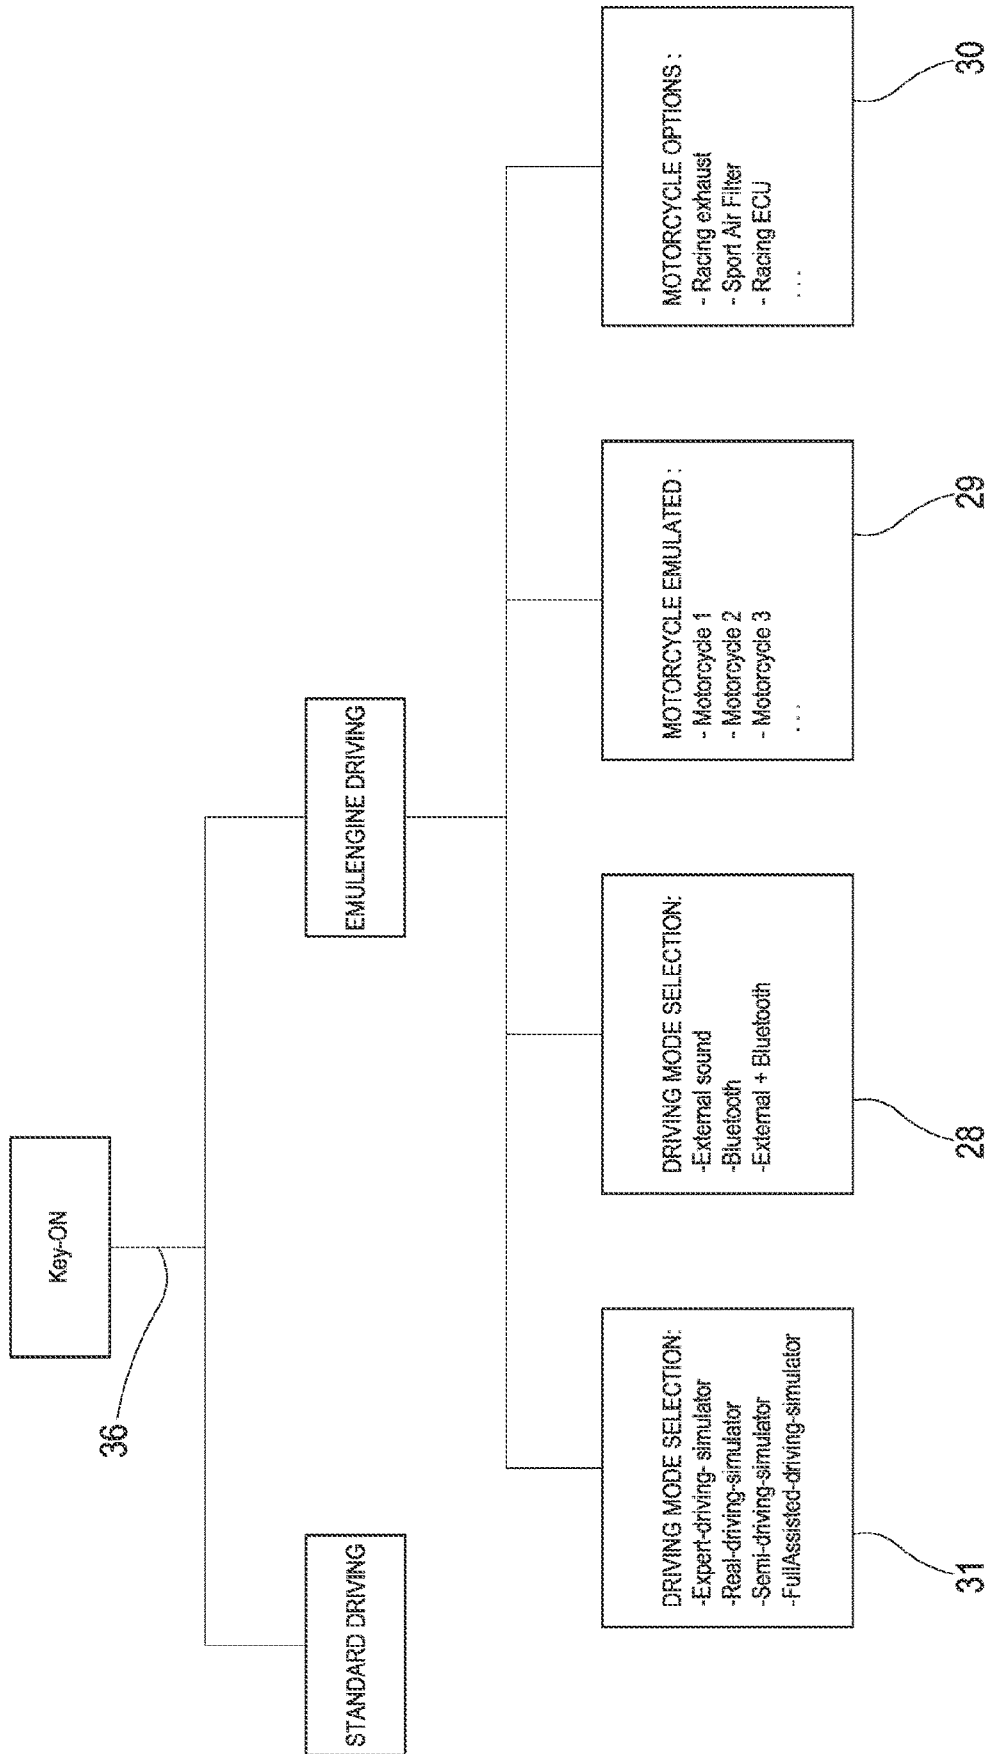 Key-ON
36
STANDARD DRIVING
EMULENGINE DRIVING
DRIVING MODE SELECTION:
-Expert-driving- simulator
-Real-driving-simulator
-Semi-driving-simulator
-FullAssisted-driving-simulator
31
DRIVING MODE SELECTION:
-External sound
-Bluetooth
-External + Bluetooth
28
MOTORCYCLE EMULATED :
- Motorcycle 1
- Motorcycle 2
- Motorcycle 3
. . .
29
MOTORCYCLE OPTIONS :
- Racing exhaust
- Sport Air Filter
- Racing ECU
. . .
30